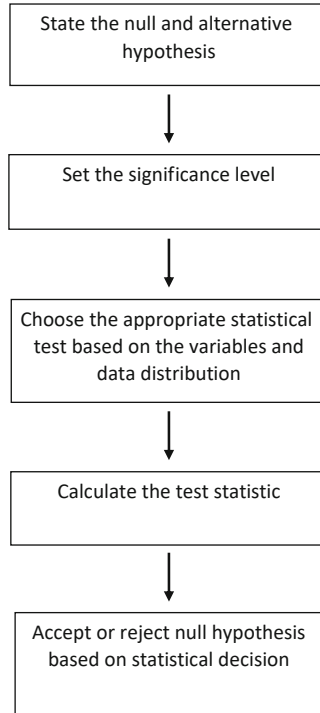 State the null and alternative
hypothesis
Set the significance level
Choose the appropriate statistical
test based on the variables and
data distribution
Calculate the test statistic
Accept or reject null hypothesis
based on statistical decision